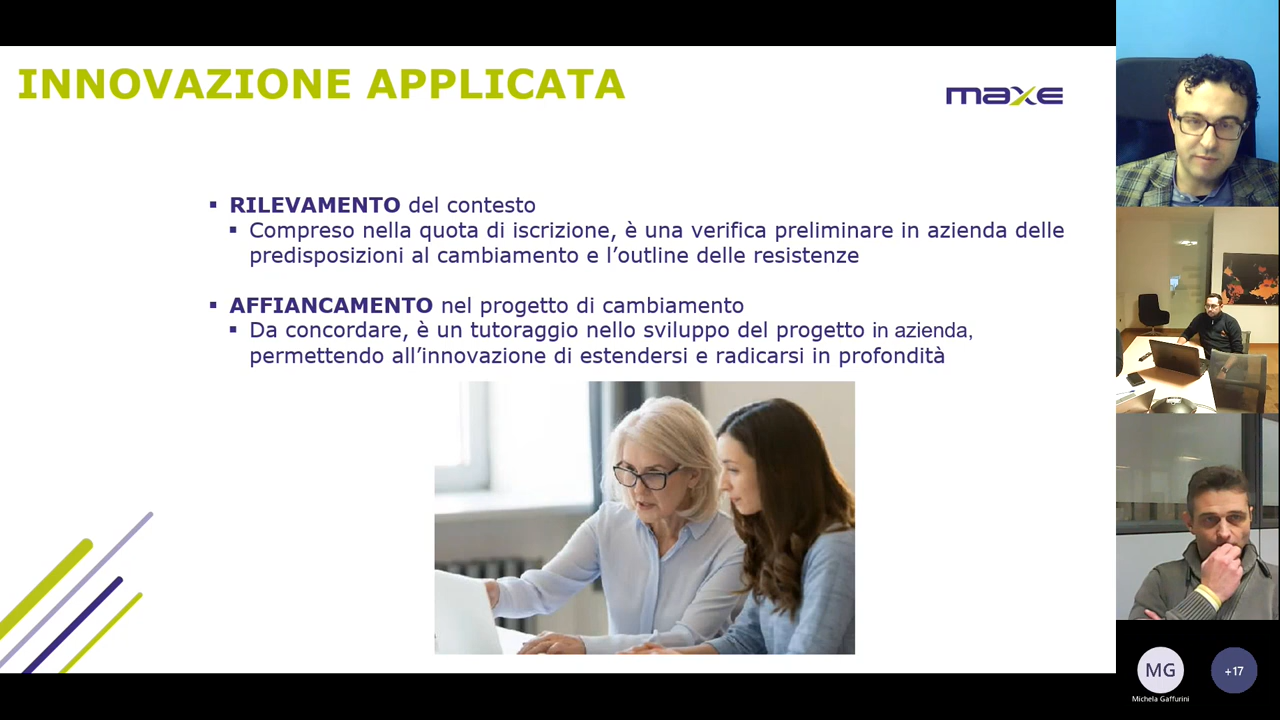 INNOVAZIONE APPLICATA
maxe
▪ RILEVAMENTO del contesto
▪ Compreso nella quota di iscrizione, è una verifica preliminare in azienda delle
predisposizioni al cambiamento e l’outline delle resistenze
▪ AFFIANCAMENTO nel progetto di cambiamento
▪ Da concordare, è un tutoraggio nello sviluppo del progetto in azienda,
permettendo all’innovazione di estendersi e radicarsi in profondità
MG
+17
Michela Gaffurini